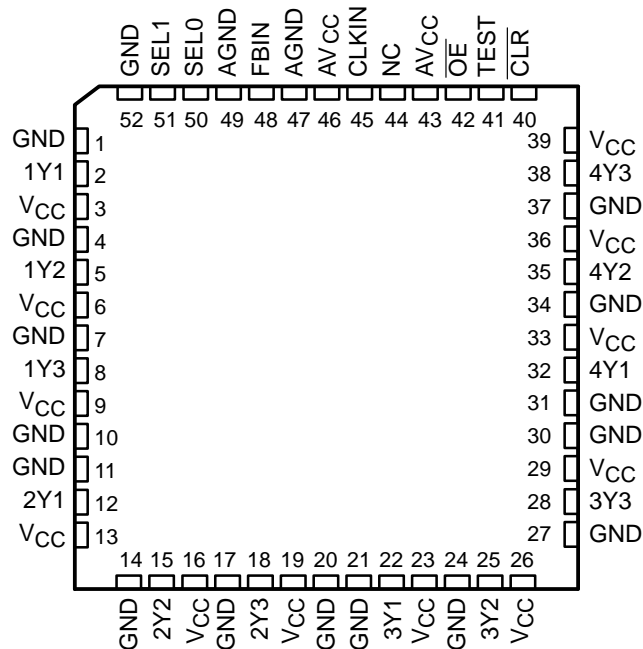 GND SEL1 SEL0 AGND FBIN AGND AVCC CLKIN NC AVCC OE TEST CLR
52 51 50 49 48 47 46 45 44 43 42 41 40
GND 1 39 VCC
1Y1 2 38 4Y3
VCC 3 37 GND
GND 4 36 VCC
1Y2 5 35 4Y2
VCC 6 34 GND
GND 7 33 VCC
1Y3 8 32 4Y1
VCC 9 31 GND
GND 10 30 GND
GND 11 29 VCC
2Y1 12 28 3Y3
VCC 13 27 GND
14 15 16 17 18 19 20 21 22 23 24 25 26
GND 2Y2 VCC GND 2Y3 VCC GND GND 3Y1 VCC GND 3Y2 VCC